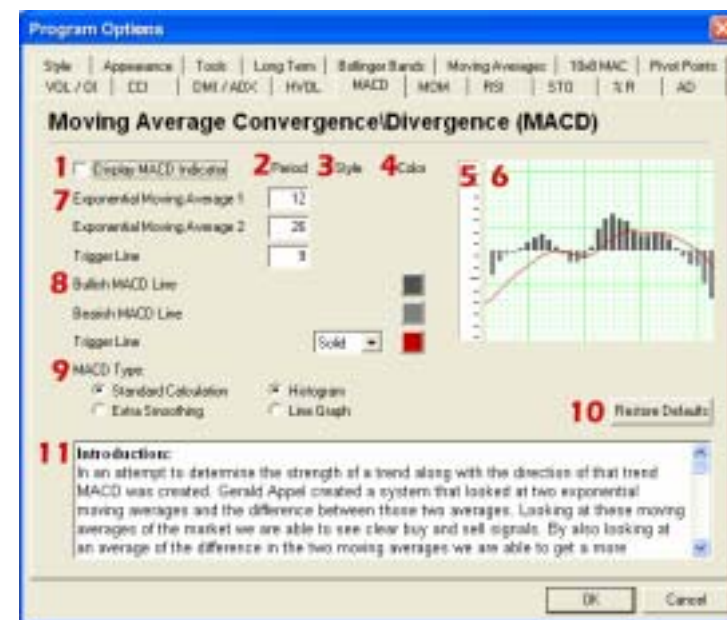 Program Options
Style Appearance Tools Long Term Bollinger Bands Moving Averages 10x8 MAC Pivot Points
VOL / OI CCI DMI / ADX HVOL MACD MOM RSI STO % R AD
Moving Average Convergence\Divergence (MACD)
1 Display MACD Indicator 2 Period 3 Style 4 Color 5 6
7 Exponential Moving Average 1 12
Exponential Moving Average 2 26
Trigger Line 9
8 Bullish MACD Line
Bearish MACD Line
Trigger Line Solid
9 MACD Type:
Standard Calculation Histogram
Extra Smoothing Line Graph
10 Restore Defaults
11 Introduction:
In an attempt to determine the strength of a trend along with the direction of that trend
MACD was created. Gerald Appel created a system that looked at two exponential
moving averages and the difference between those two averages. Looking at these moving
averages of the market we are able to see clear buy and sell signals. By also looking at
an average of the difference in the two moving averages we are able to get a more
OK Cancel